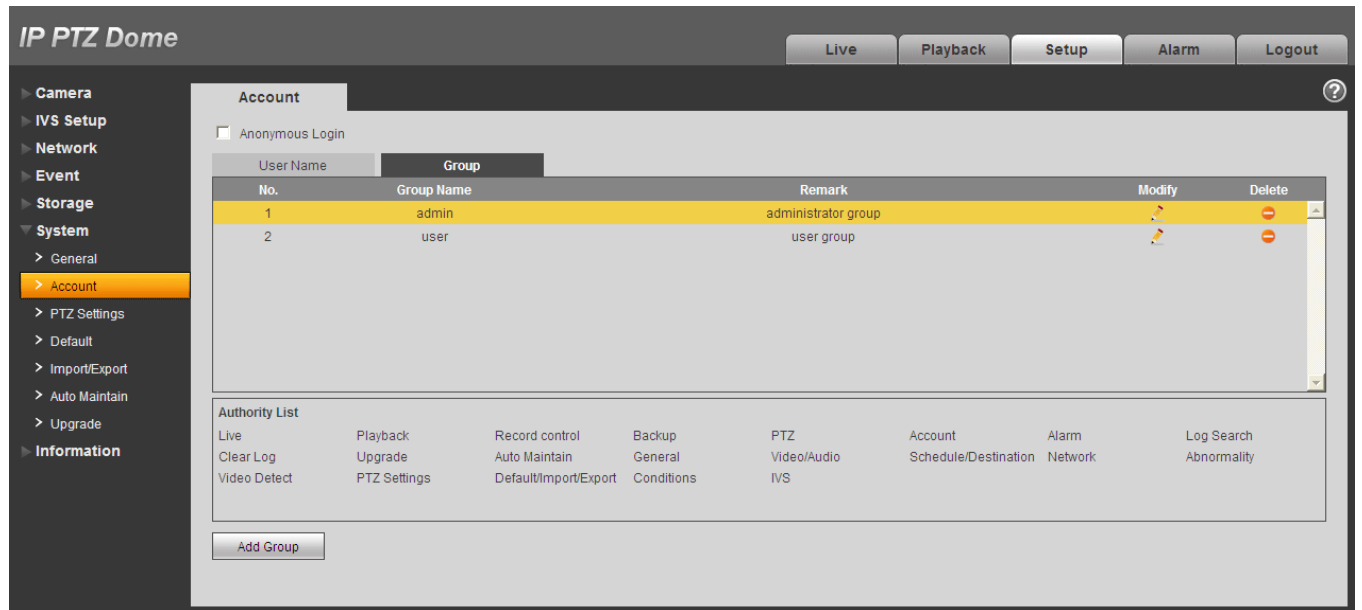 IP PTZ Dome
Live Playback Setup Alarm Logout
Camera
IVS Setup
Network
Event
Storage
System
> General
> Account
> PTZ Settings
> Default
> Import/Export
> Auto Maintain
> Upgrade
Information
Account
?
Anonymous Login
User Name Group
No. Group Name Remark Modify Delete
1 admin administrator group
2 user user group
Authority List
Live Playback Record control Backup PTZ Account Alarm Log Search
Clear Log Upgrade Auto Maintain General Video/Audio Schedule/Destination Network Abnormality
Video Detect PTZ Settings Default/Import/Export Conditions IVS
Add Group